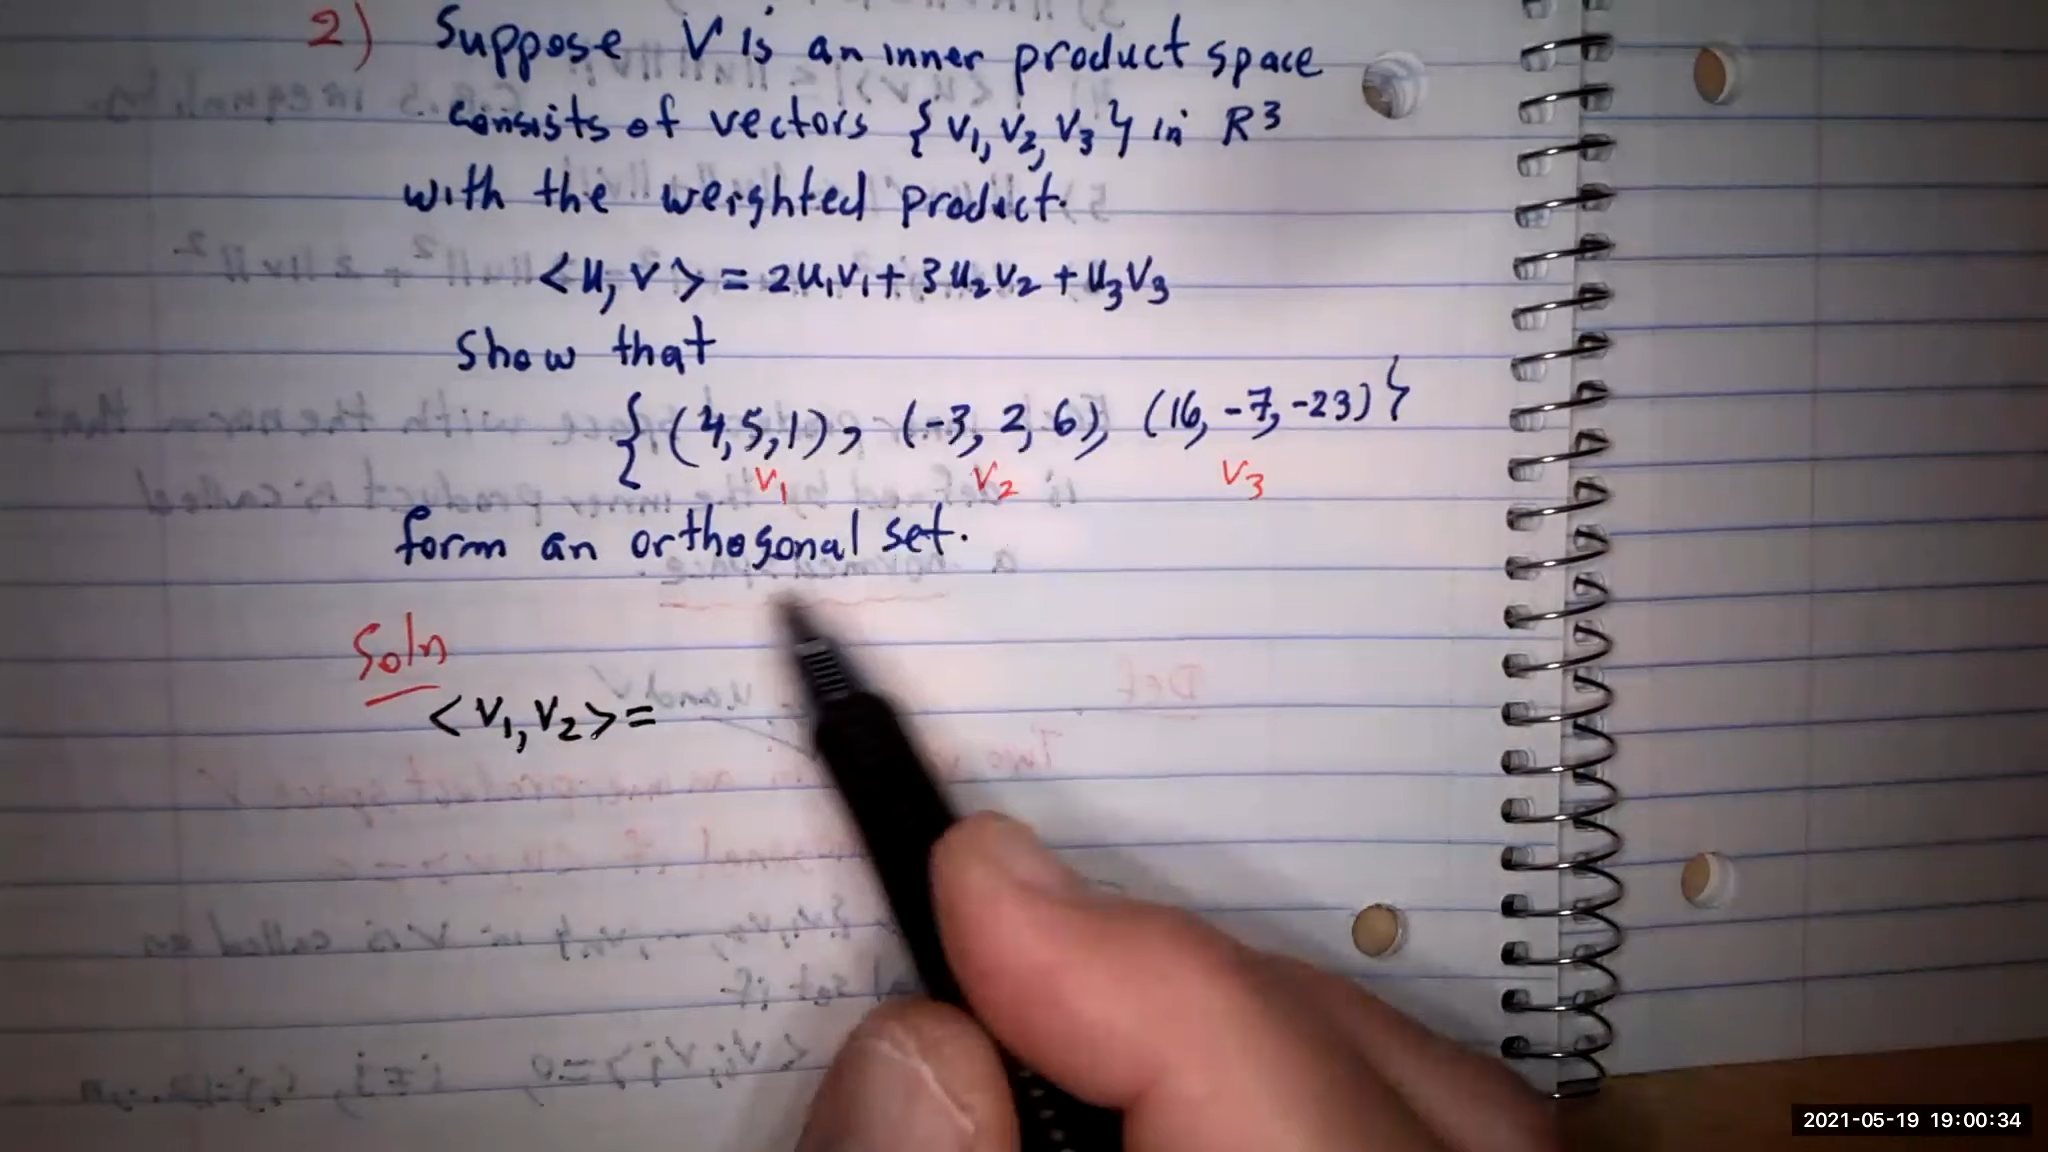 2) Suppose V is an inner product space
consists of vectors {v₁, v₂, v₃} in R³
with the weighted product.
<u, v> = 2u₁v₁ + 3u₂v₂ + u₃v₃
Show that
{(4,5,1), (-3, 2, 6), (16, -7, -23)}
v₁ v₂ v₃
form an orthogonal set.
Soln
<v₁, v₂> =
2021-05-19 19:00:34